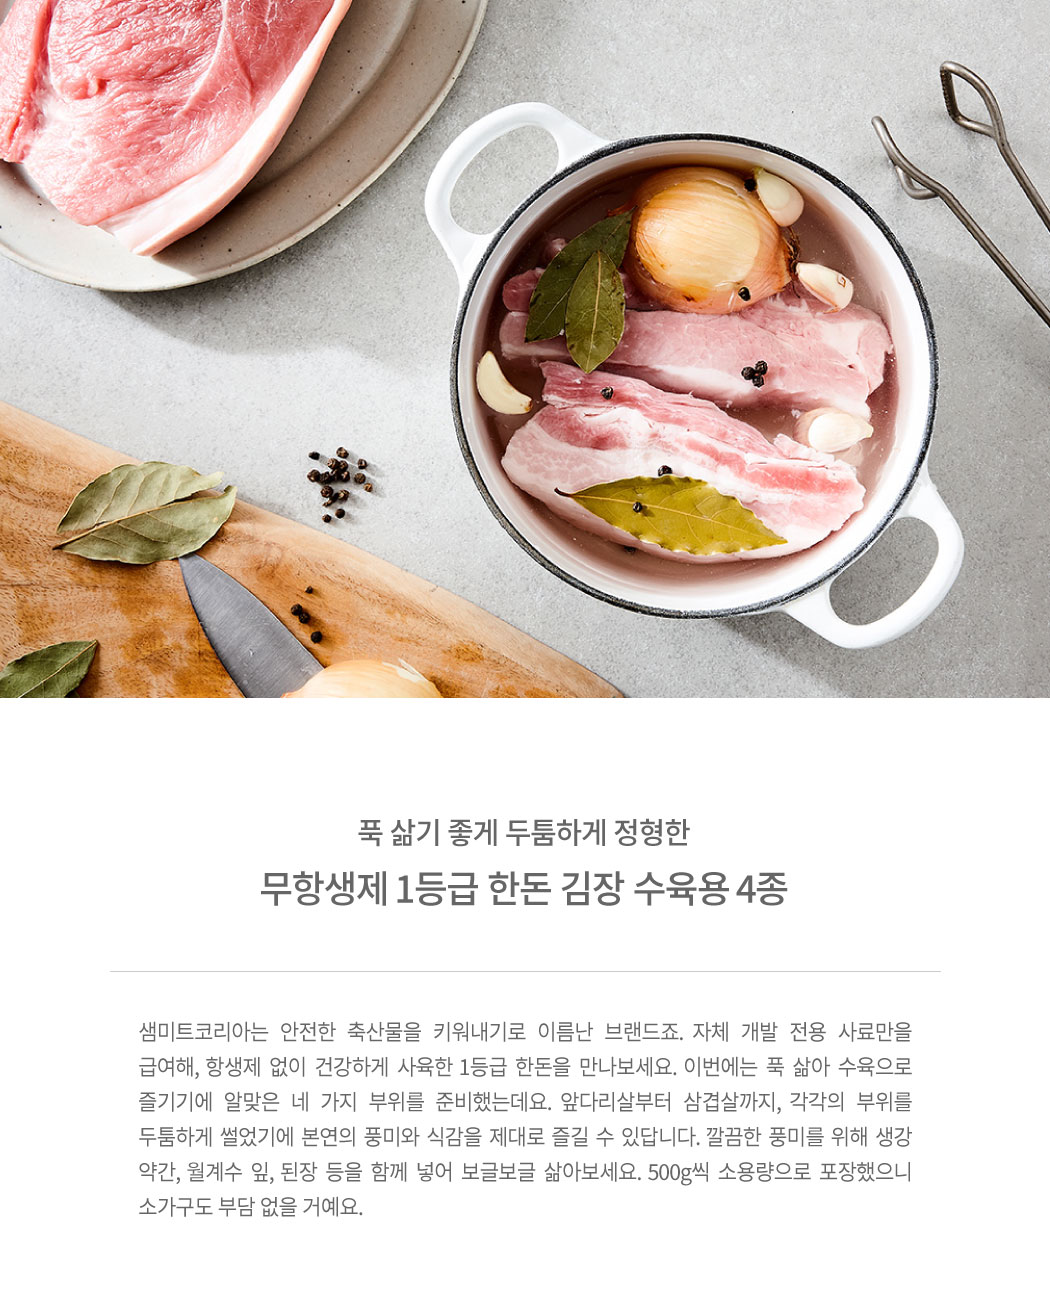 푹 삶기 좋게 두툼하게 정형한
무항생제 1등급 한돈 김장 수육용 4종
샘미트코리아는 안전한 축산물을 키워내기로 이름난 브랜드죠. 자체 개발 전용 사료만을
급여해, 항생제 없이 건강하게 사육한 1등급 한돈을 만나보세요. 이번에는 푹 삶아 수육으로
즐기기에 알맞은 네 가지 부위를 준비했는데요. 앞다리살부터 삼겹살까지, 각각의 부위를
두툼하게 썰었기에 본연의 풍미와 식감을 제대로 즐길 수 있답니다. 깔끔한 풍미를 위해 생강
약간, 월계수 잎, 된장 등을 함께 넣어 보글보글 삶아보세요. 500g씩 소용량으로 포장했으니
소가구도 부담 없을 거예요.